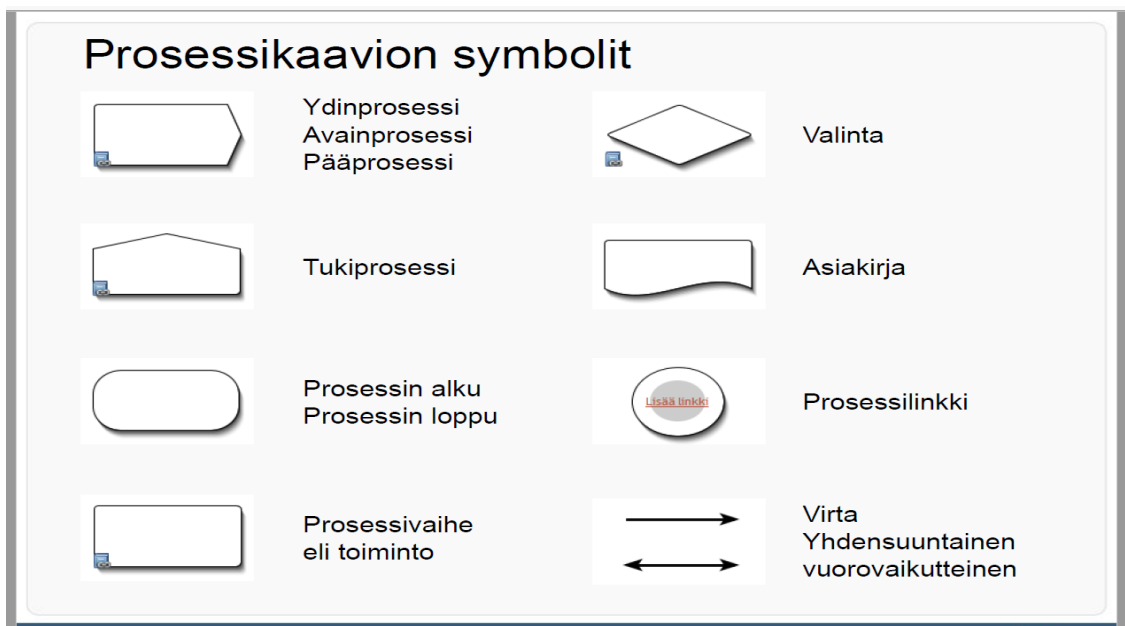 Prosessikaavion symbolit
Ydinprosessi
Avainprosessi
Pääprosessi
Valinta
Tukiprosessi
Asiakirja
Prosessin alku
Prosessin loppu
Lisää linkki
Prosessilinkki
Prosessivaihe
eli toiminto
Virta
Yhdensuuntainen
vuorovaikutteinen